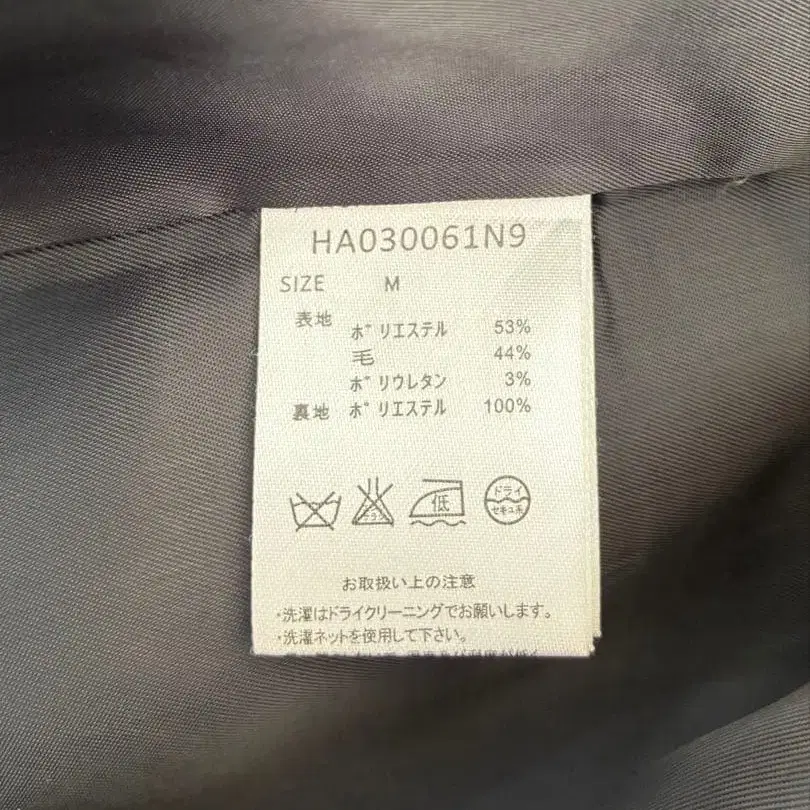 HA030061N9
SIZE M
表地 ポリエステル 53%
毛 44%
ポリウレタン 3%
裏地 ポリエステル 100%
低 ドライ
セキユ系
お取扱い上の注意
・洗濯はドライクリーニングでお願いします。
・洗濯ネットを使用して下さい。